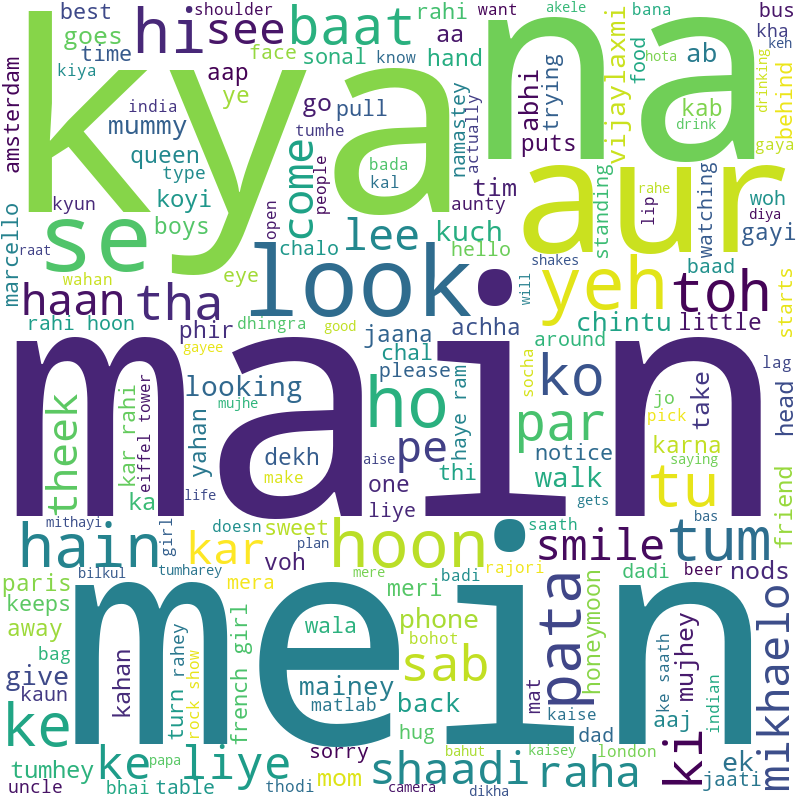 shoulder akele want bana bus
best goes rahi aa
hi see baat
kyana
time sonal hand know keh
face kha
kiya aap ab
amsterdam ye go pull
india tumhe namastey abhi trying food hota drinking
mummy actually puts vijaylaxmi kab behind
queen type bada drink
people kal gaya
koyi come tim aur rahe
kyun open aunty lip standing woh diya
boys se lee kuch watching gayi
marcello eye chalo hello
raat look shakes baad
wahan will yeh toh
haan tha
rahi hoon phir dhingra good jaana achha chintu little starts
gayee chal around
main
theek kar rahi eiffel tower looking please socha ko lag
mujhe ho haye ram jo head
yahan dekh aise pe par take pick
make one notice karna
ka thi walk tu saying
life liye gets friend
mithayi doesn sweet saath bas
girl plan
hain kar voh hoon smile tum
bilkul tumharey mere badi rajori dadi beer nods
paris mera meri
mein
keeps wala phone pata honeymoon
away rock show french girl bohot sab mat
bag turn rahey ke saath mujhey indian mikhaelo
give kahan mainey back kaise aaj
kaun matlab
ke hug dad
ke liye sorry bahut kaisey london ki ek
tumhey papa shaadi raha jaati
uncle bhai table thodi mom camera dikha